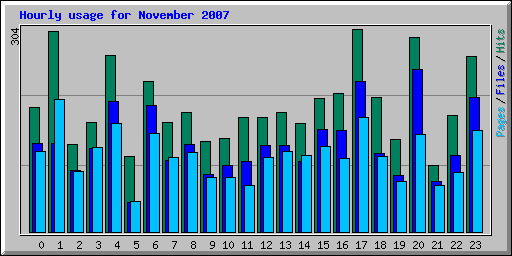 Hourly usage for November 2007
304
Pages/Files/Hits
0 1 2 3 4 5 6 7 8 9 10 11 12 13 14 15 16 17 18 19 20 21 22 23